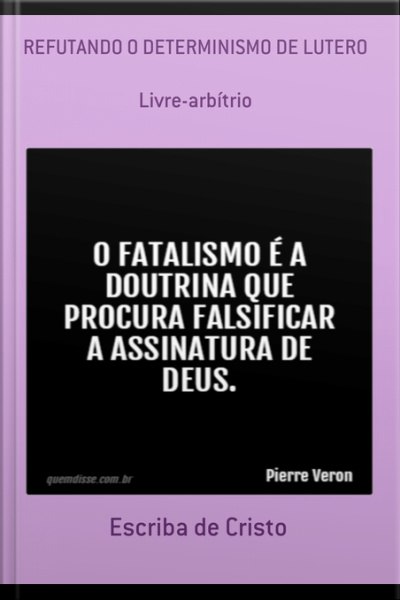 REFUTANDO O DETERMINISMO DE LUTERO
Livre-arbítrio
O FATALISMO É A
DOUTRINA QUE
PROCURA FALSIFICAR
A ASSINATURA DE
DEUS.
quemdisse.com.br
Pierre Veron
Escriba de Cristo